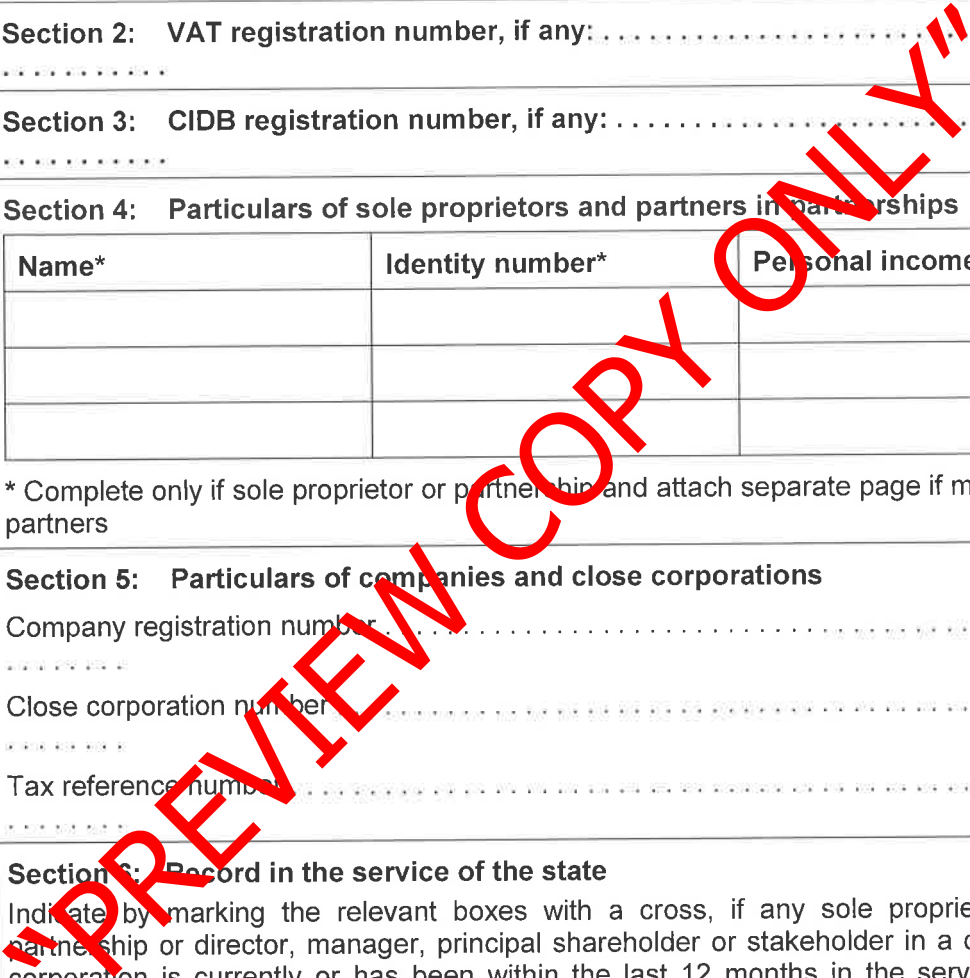 Section 2: VAT registration number, if any: . . . . . . . . . . . . . . . . . . . . . .
. . . . . . . . . . .
Section 3: CIDB registration number, if any: . . . . . . . . . . . . . . . . . . . . . .
. . . . . . . . . . .
Section 4: Particulars of sole proprietors and partners in partnerships
Name* Identity number* Personal income
* Complete only if sole proprietor or partnership and attach separate page if m
partners
Section 5: Particulars of companies and close corporations
Company registration number . . . . . . . . . . . . . . . . . . . . . . . . . . . . . . . . . . . . .
. . . . . . . .
Close corporation number . . . . . . . . . . . . . . . . . . . . . . . . . . . . . . . . . . . . . . . .
. . . . . . . .
Tax reference number . . . . . . . . . . . . . . . . . . . . . . . . . . . . . . . . . . . . . . . . . .
. . . . . . . .
Section 6: Record in the service of the state
Indicate by marking the relevant boxes with a cross, if any sole proprie
partnership or director, manager, principal shareholder or stakeholder in a c
corporation is currently or has been within the last 12 months in the serv
“PREVIEW COPY ONLY”